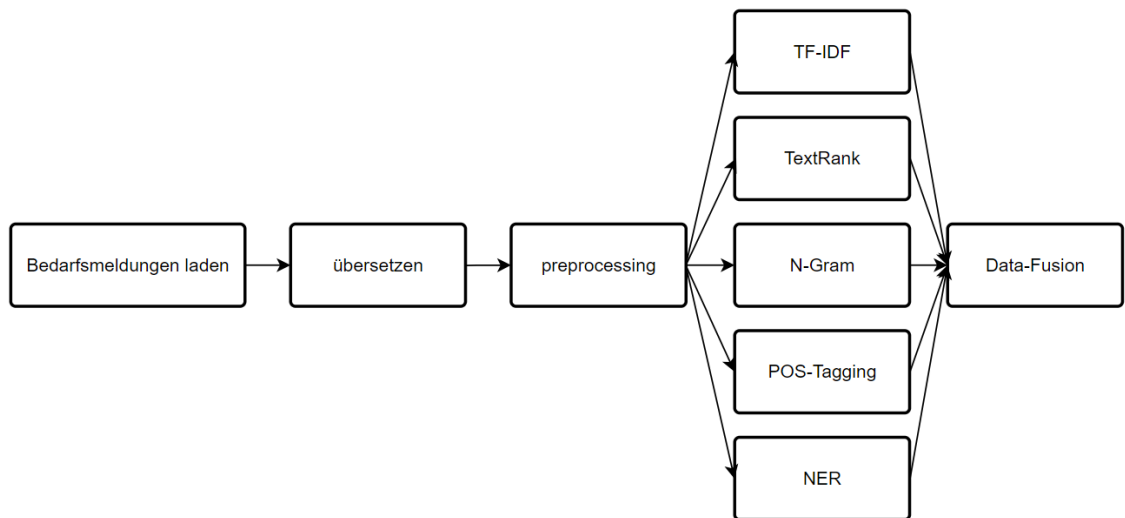 Bedarfsmeldungen laden
übersetzen
preprocessing
TF-IDF
TextRank
N-Gram
POS-Tagging
NER
Data-Fusion